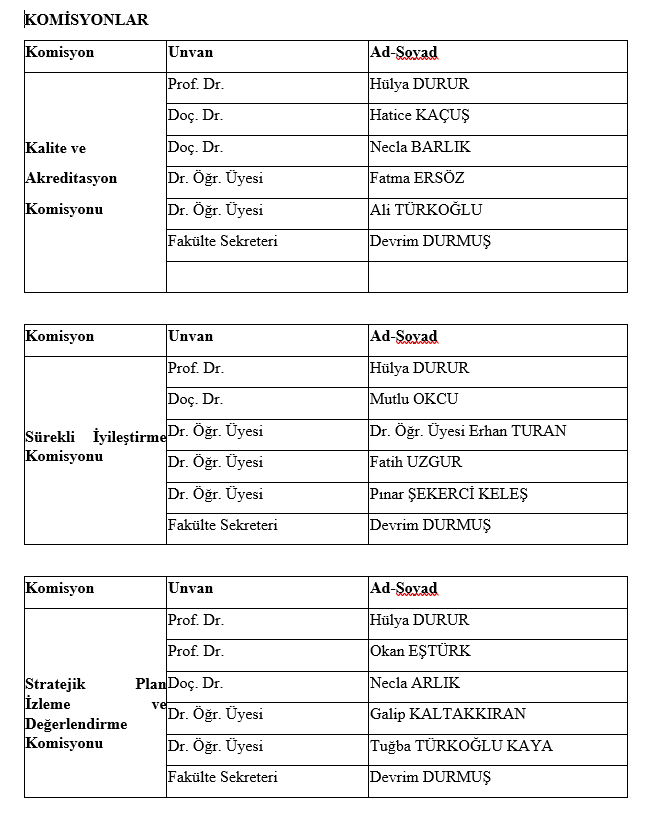 KOMİSYONLAR
Komisyon Unvan Ad-Soyad
Kalite ve
Akreditasyon
Komisyonu
Prof. Dr. Hülya DURUR
Doç. Dr. Hatice KAÇUŞ
Doç. Dr. Necla BARLIK
Dr. Öğr. Üyesi Fatma ERSÖZ
Dr. Öğr. Üyesi Ali TÜRKOĞLU
Fakülte Sekreteri Devrim DURMUŞ
Komisyon Unvan Ad-Soyad
Sürekli İyileştirme
Komisyonu
Prof. Dr. Hülya DURUR
Doç. Dr. Mutlu OKCU
Dr. Öğr. Üyesi Dr. Öğr. Üyesi Erhan TURAN
Dr. Öğr. Üyesi Fatih UZGUR
Dr. Öğr. Üyesi Pınar ŞEKERCİ KELEŞ
Fakülte Sekreteri Devrim DURMUŞ
Komisyon Unvan Ad-Soyad
Stratejik Plan
İzleme ve
Değerlendirme
Komisyonu
Prof. Dr. Hülya DURUR
Prof. Dr. Okan EŞTÜRK
Doç. Dr. Necla ARLIK
Dr. Öğr. Üyesi Galip KALTAKKIRAN
Dr. Öğr. Üyesi Tuğba TÜRKOĞLU KAYA
Fakülte Sekreteri Devrim DURMUŞ